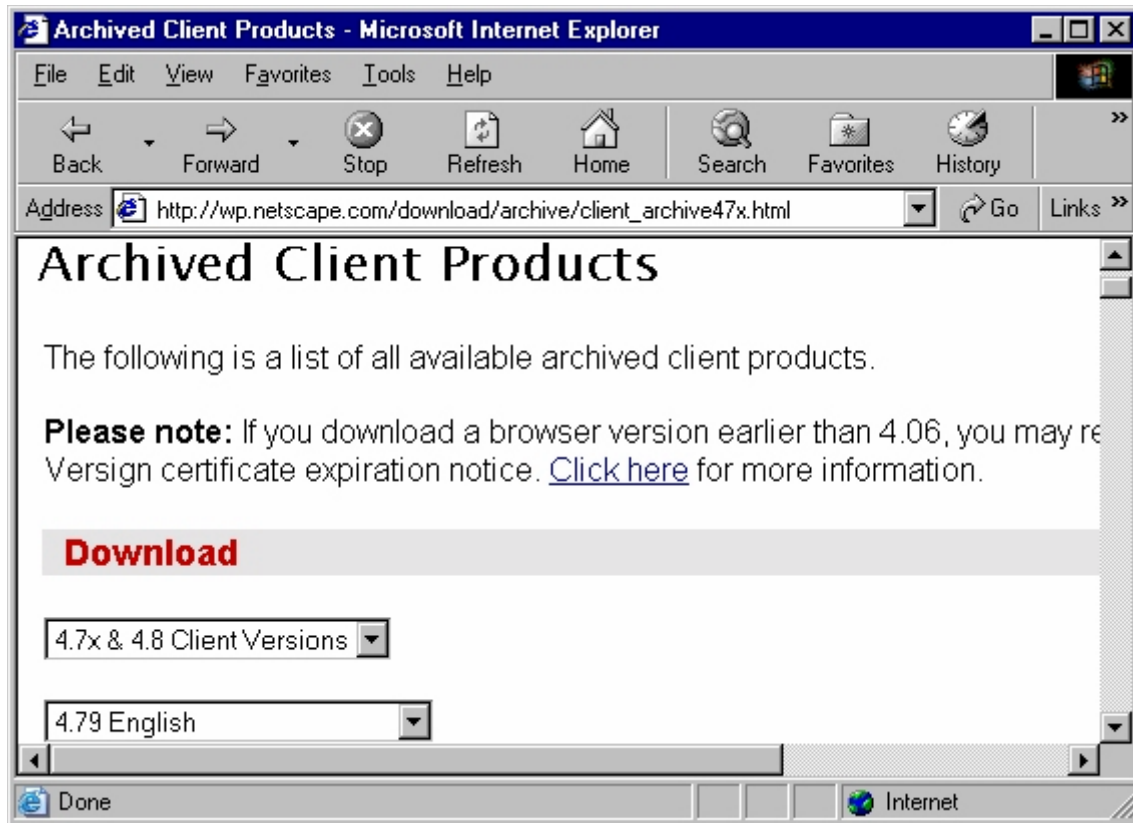 Archived Client Products - Microsoft Internet Explorer
File Edit View Favorites Tools Help
Back Forward Stop Refresh Home Search Favorites History »
Address http://wp.netscape.com/download/archive/client_archive47x.html Go Links »
Archived Client Products
The following is a list of all available archived client products.
Please note: If you download a browser version earlier than 4.06, you may re
Versign certificate expiration notice. Click here for more information.
Download
4.7x & 4.8 Client Versions
4.79 English
Done Internet